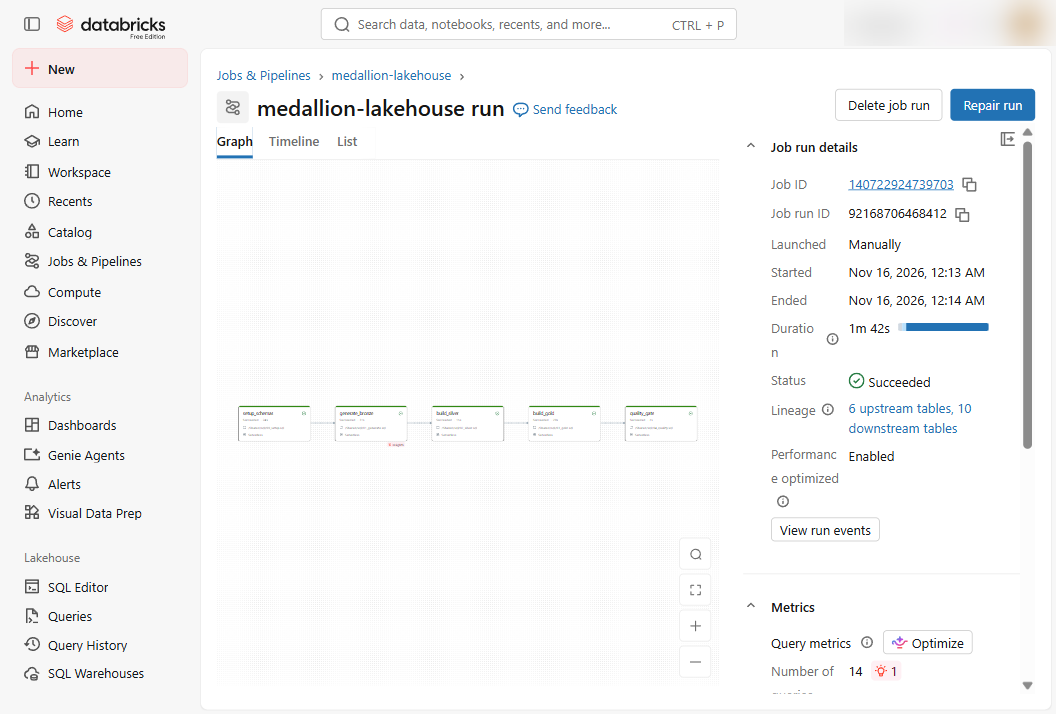 databricks
Free Edition
Search data, notebooks, recents, and more...
CTRL + P
New
Home
Learn
Workspace
Recents
Catalog
Jobs & Pipelines
Compute
Discover
Marketplace
Analytics
Dashboards
Genie Agents
Alerts
Visual Data Prep
Lakehouse
SQL Editor
Queries
Query History
SQL Warehouses
Jobs & Pipelines › medallion-lakehouse ›
medallion-lakehouse run
Send feedback
Delete job run
Repair run
Graph
Timeline
List
setup_schemas
generate_bronze
build_silver
build_gold
quality_gate
Job run details
Job ID
140722924739703
Job run ID
92168706468412
Launched
Manually
Started
Nov 16, 2026, 12:13 AM
Ended
Nov 16, 2026, 12:14 AM
Duratio
n
1m 42s
Status
Succeeded
Lineage
6 upstream tables, 10
downstream tables
Performanc
e optimized
Enabled
View run events
Metrics
Query metrics
Optimize
Number of
14
1